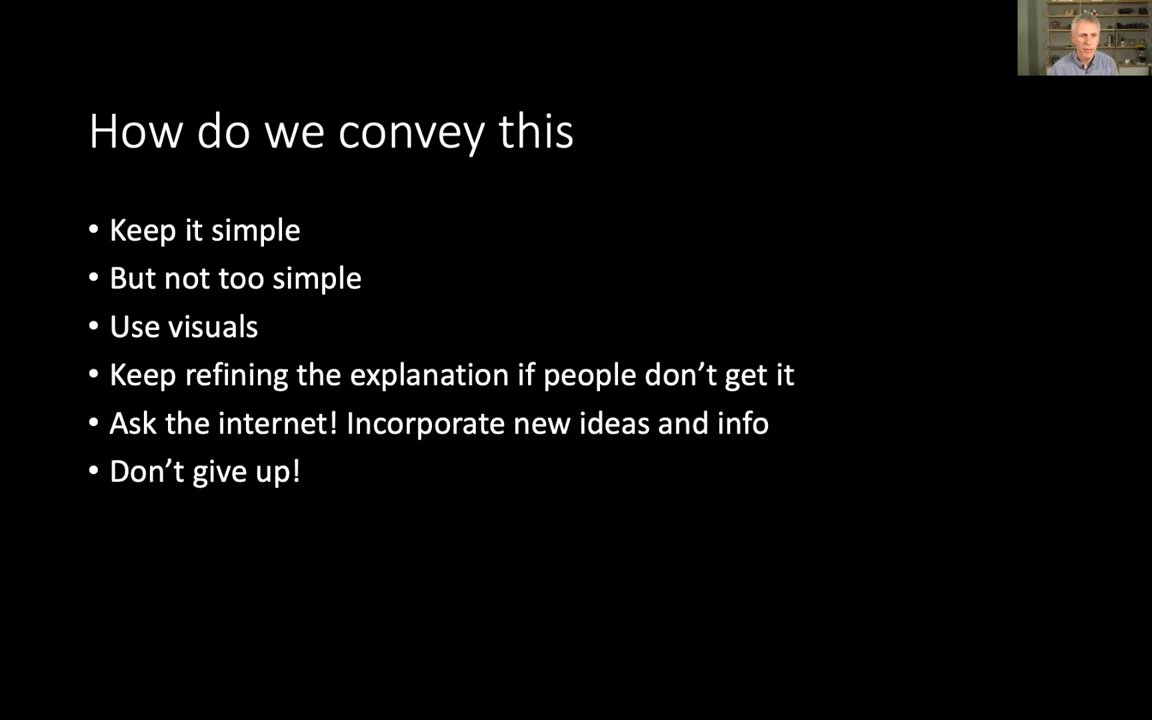 How do we convey this
• Keep it simple
• But not too simple
• Use visuals
• Keep refining the explanation if people don’t get it
• Ask the internet! Incorporate new ideas and info
• Don’t give up!